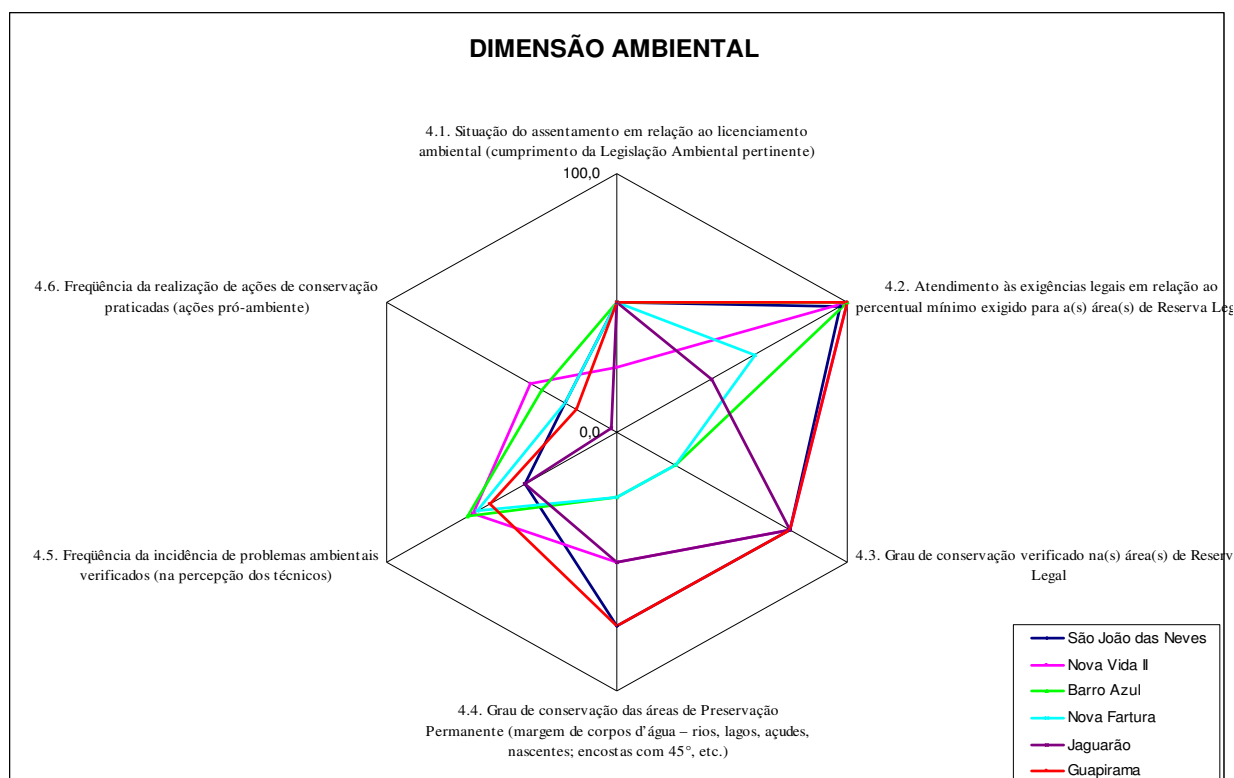 DIMENSÃO AMBIENTAL
4.1. Situação do assentamento em relação ao licenciamento
ambiental (cumprimento da Legislação Ambiental pertinente)
100,0
4.6. Freqüência da realização de ações de conservação
praticadas (ações pró-ambiente)
4.2. Atendimento às exigências legais em relação ao
percentual mínimo exigido para a(s) área(s) de Reserva Leg
0,0
4.5. Freqüência da incidência de problemas ambientais
verificados (na percepção dos técnicos)
4.3. Grau de conservação verificado na(s) área(s) de Reserv
Legal
4.4. Grau de conservação das áreas de Preservação
Permanente (margem de corpos d'água – rios, lagos, açudes,
nascentes; encostas com 45°, etc.)
São João das Neves
Nova Vida II
Barro Azul
Nova Fartura
Jaguarão
Guapirama